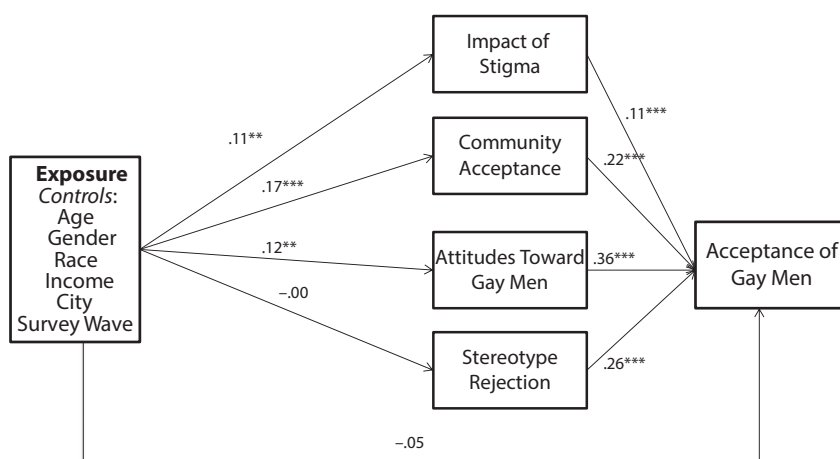 Exposure
Controls:
Age
Gender
Race
Income
City
Survey Wave
.11**
.17***
.12**
–.00
Impact of
Stigma
Community
Acceptance
Attitudes Toward
Gay Men
Stereotype
Rejection
.11***
.22***
.36***
.26***
Acceptance of
Gay Men
–.05